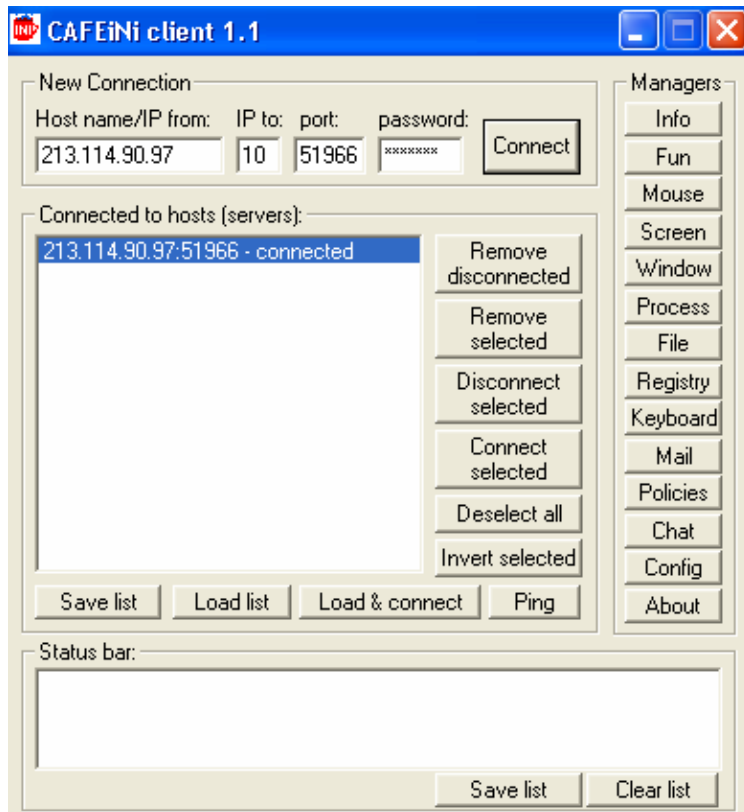 CAFEiNi client 1.1
New Connection
Host name/IP from: IP to: port: password:
213.114.90.97 10 51966 ******* Connect
Connected to hosts (servers):
213.114.90.97:51966 - connected
Remove
disconnected
Remove
selected
Disconnect
selected
Connect
selected
Deselect all
Invert selected
Save list Load list Load & connect Ping
Managers
Info
Fun
Mouse
Screen
Window
Process
File
Registry
Keyboard
Mail
Policies
Chat
Config
About
Status bar:
Save list Clear list